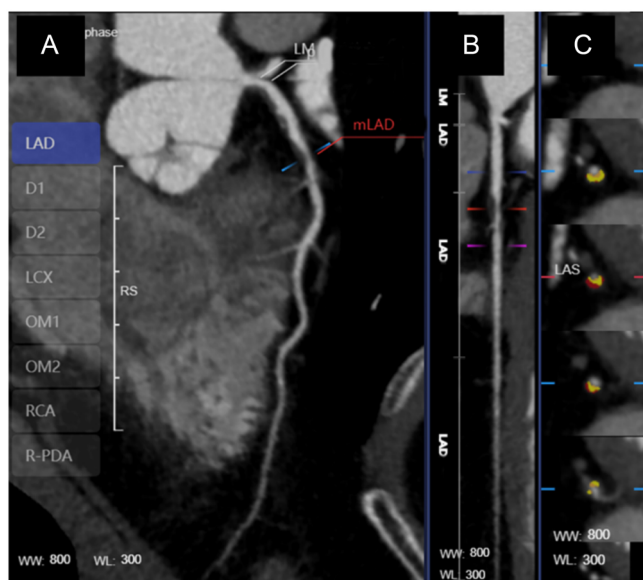 A
phase
LM
P
mLAD
LAD
D1
D2
LCX
OM1
OM2
RCA
R-PDA
RS
WW: 800 WL: 300
B
LM
LAD
LAD
LAD
WW: 800
WL: 300
C
LAS
WW: 800
WL: 300